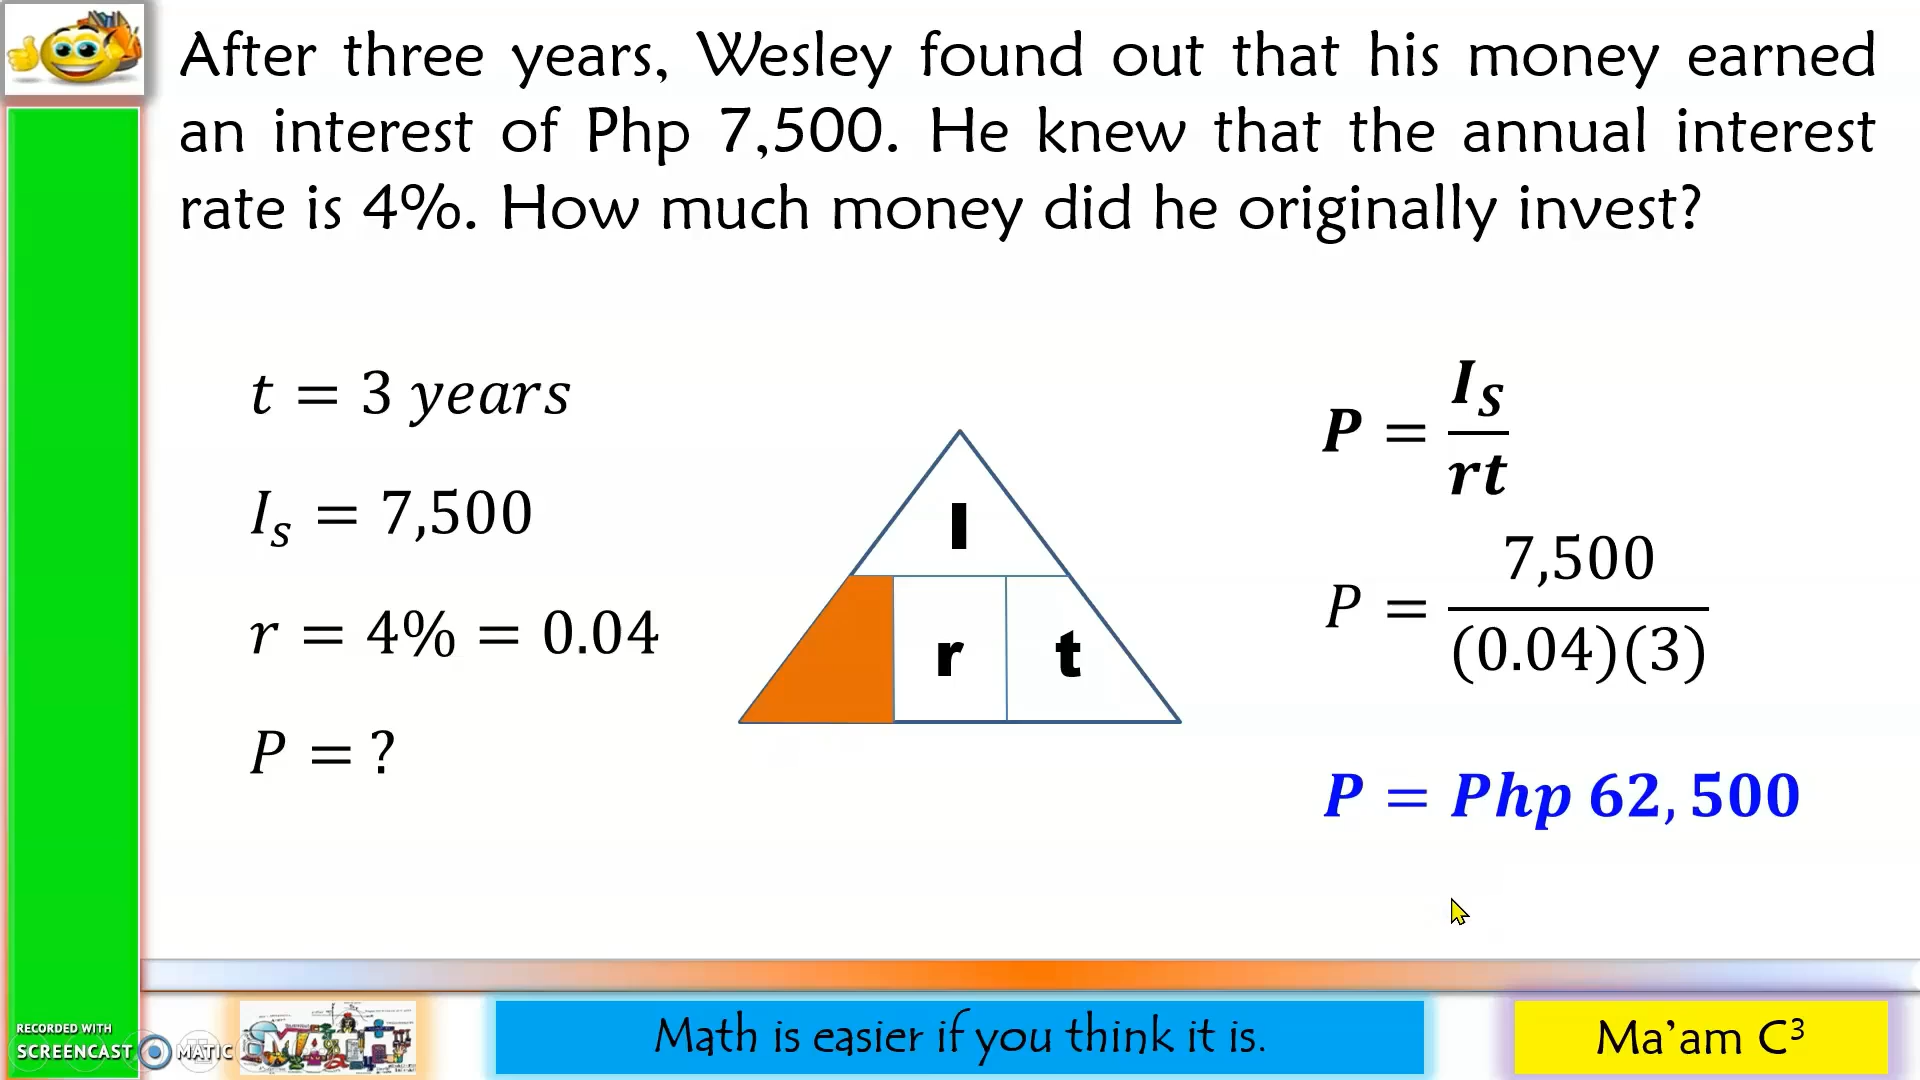 After three years, Wesley found out that his money earned
an interest of Php 7,500. He knew that the annual interest
rate is 4%. How much money did he originally invest?
t = 3 years
Iₛ = 7,500
r = 4% = 0.04
P = ?
I
r t
P = Iₛ / rt
P = 7,500 / (0.04)(3)
P = Php 62,500
RECORDED WITH
SCREENCAST MATIC
MATH
Math is easier if you think it is.
Ma’am C³